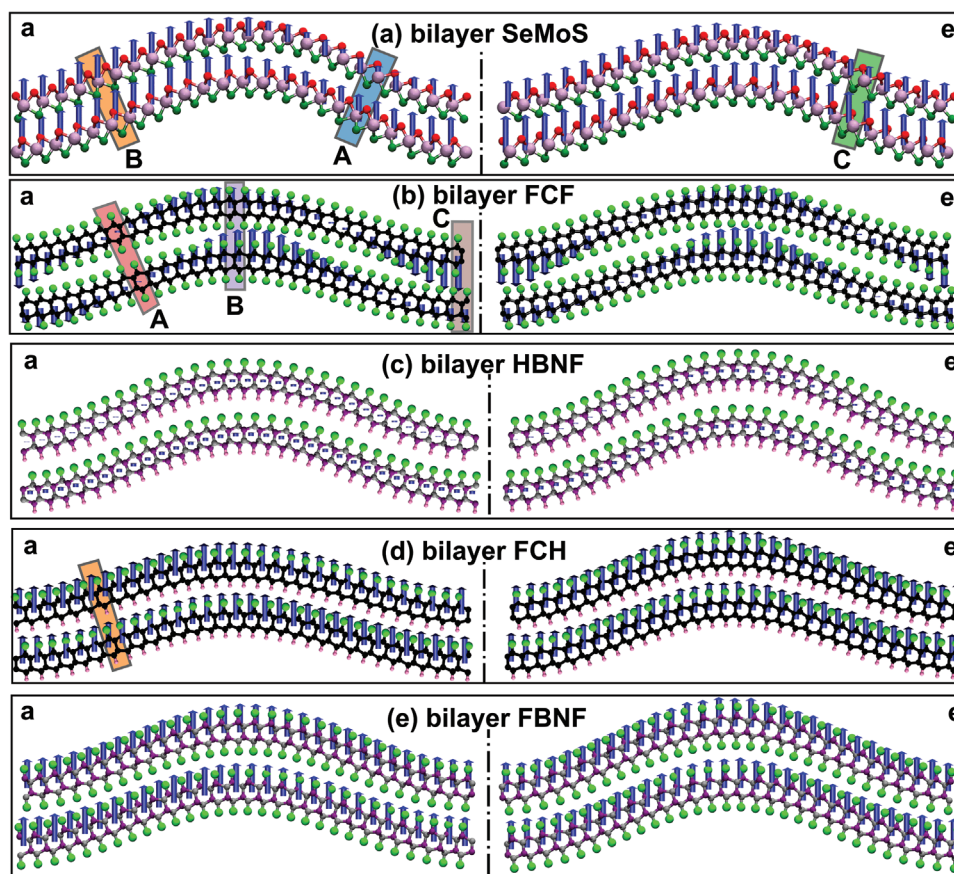 a (a) bilayer SeMoS e
B A C
a (b) bilayer FCF e
C
A B
a (c) bilayer HBNF e
a (d) bilayer FCH e
a (e) bilayer FBNF e